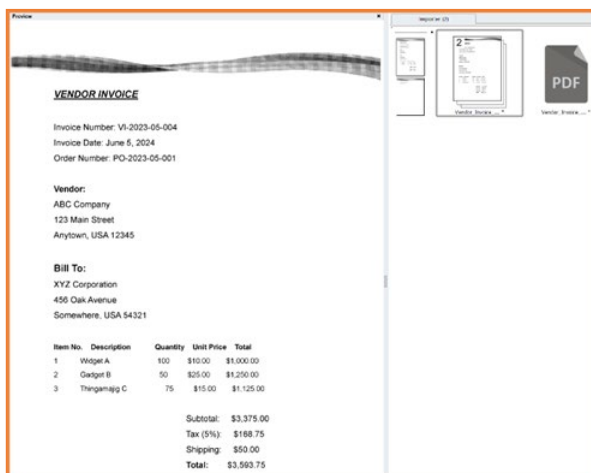 Preview
VENDOR INVOICE
Invoice Number: VI-2023-05-004
Invoice Date: June 5, 2024
Order Number: PO-2023-05-001
Vendor:
ABC Company
123 Main Street
Anytown, USA 12345
Bill To:
XYZ Corporation
456 Oak Avenue
Somewhere, USA 54321
Item No. Description Quantity Unit Price Total
1 Widget A 100 $10.00 $1,000.00
2 Gadget B 50 $25.00 $1,250.00
3 Thingamajig C 75 $15.00 $1,125.00
Subtotal: $3,375.00
Tax (5%): $168.75
Shipping: $50.00
Total: $3,593.75
2
PDF
Vendor_Invoice_... *
Vendor_Invoice_... *